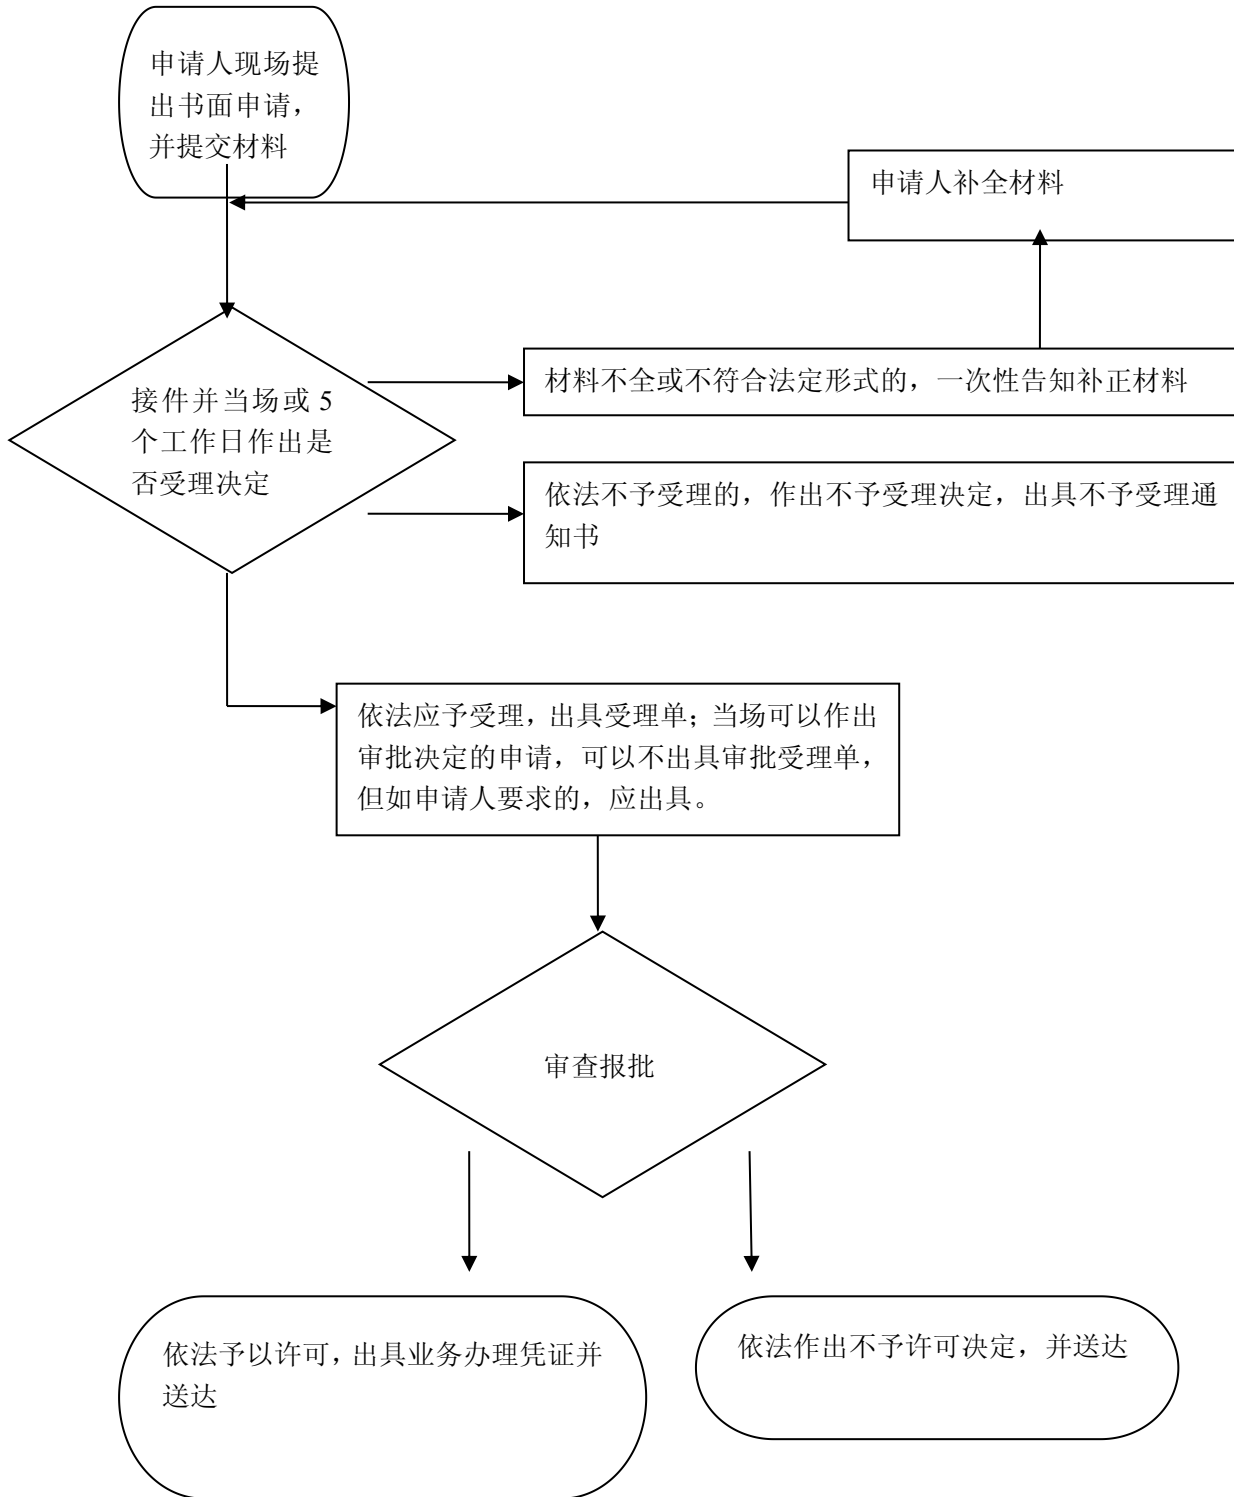 申请人现场提
出书面申请，
并提交材料
申请人补全材料
材料不全或不符合法定形式的，一次性告知补正材料
接件并当场或 5
个工作日作出是
否受理决定
依法不予受理的，作出不予受理决定，出具不予受理通
知书
依法应予受理，出具受理单；当场可以作出
审批决定的申请，可以不出具审批受理单，
但如申请人要求的，应出具。
审查报批
依法予以许可，出具业务办理凭证并
送达
依法作出不予许可决定，并送达